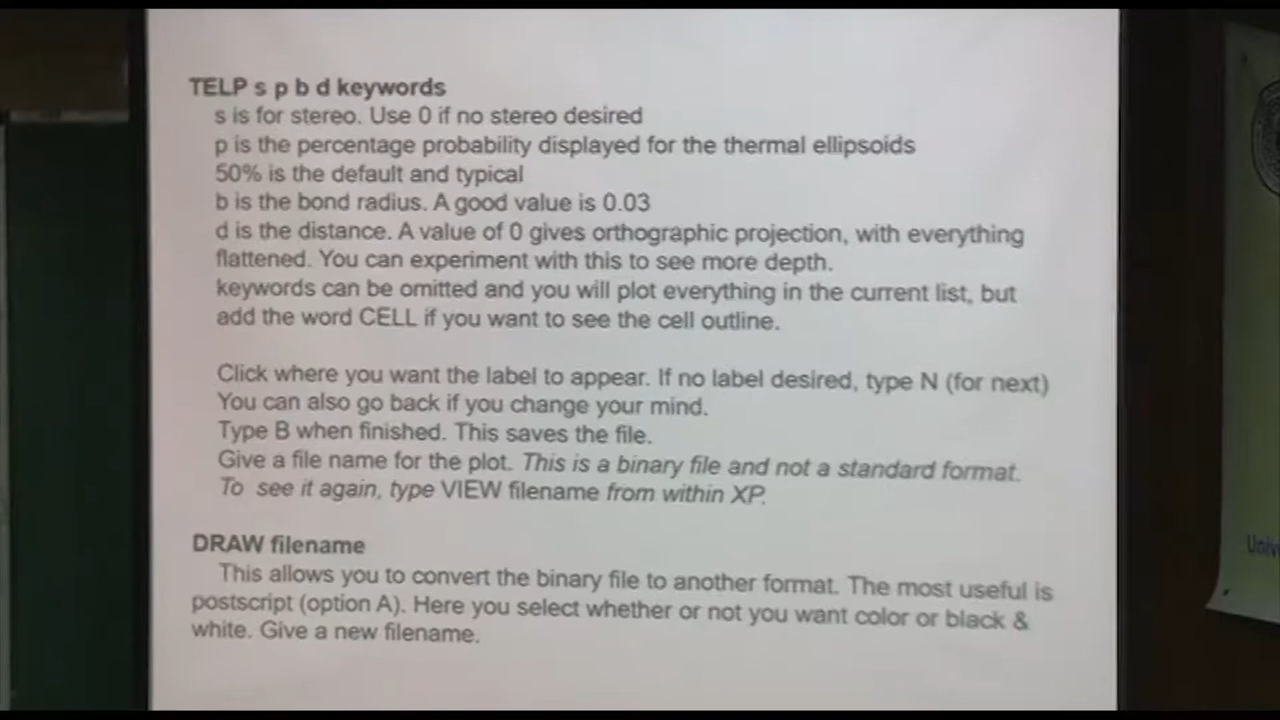 TELP s p b d keywords
s is for stereo. Use 0 if no stereo desired
p is the percentage probability displayed for the thermal ellipsoids
50% is the default and typical
b is the bond radius. A good value is 0.03
d is the distance. A value of 0 gives orthographic projection, with everything
flattened. You can experiment with this to see more depth.
keywords can be omitted and you will plot everything in the current list, but
add the word CELL if you want to see the cell outline.
Click where you want the label to appear. If no label desired, type N (for next)
You can also go back if you change your mind.
Type B when finished. This saves the file.
Give a file name for the plot. This is a binary file and not a standard format.
To see it again, type VIEW filename from within XP.
DRAW filename
This allows you to convert the binary file to another format. The most useful is
postscript (option A). Here you select whether or not you want color or black &
white. Give a new filename.